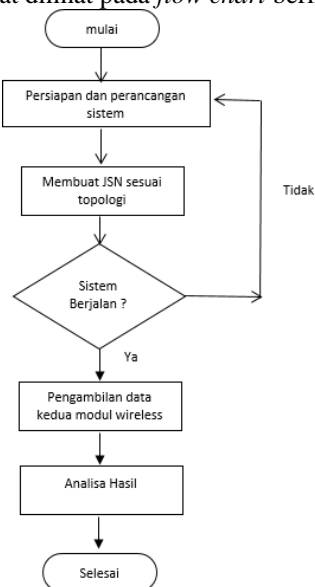 dilihat pada flow chart
mulai
Persiapan dan perancangan
sistem
Membuat JSN sesuai
topologi
Tidak
Sistem
Berjalan ?
Ya
Pengambilan data
kedua modul wireless
Analisa Hasil
Selesai